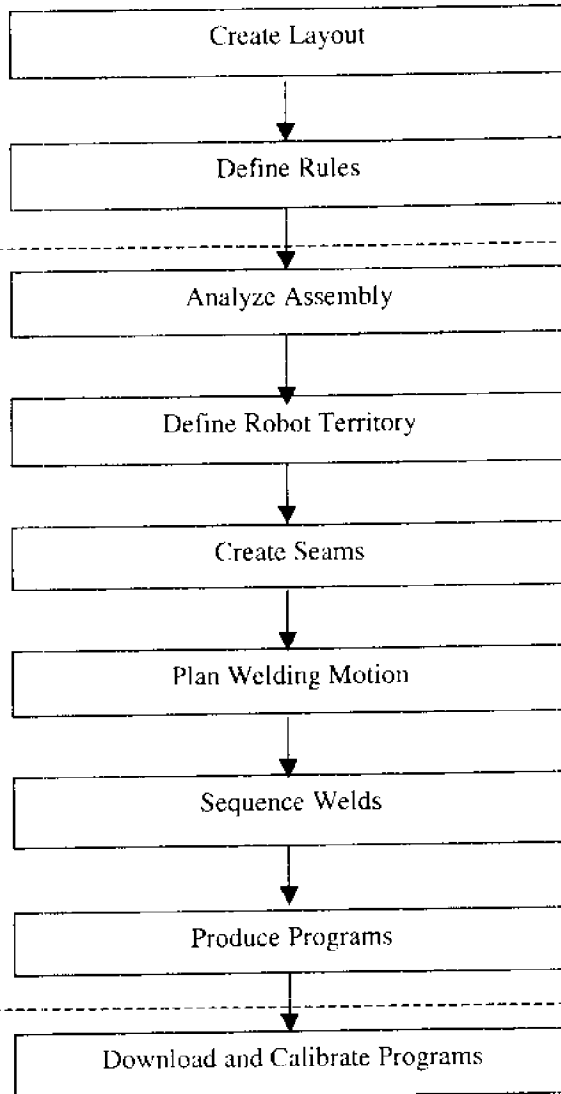 Create Layout
Define Rules
Analyze Assembly
Define Robot Territory
Create Seams
Plan Welding Motion
Sequence Welds
Produce Programs
Download and Calibrate Programs